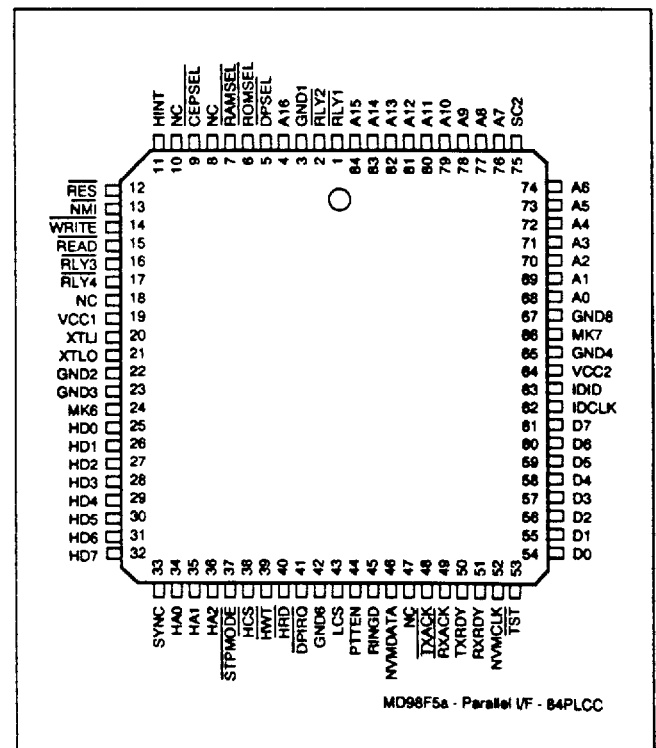 HINT NC CEPSEL NC RAMSEL ROMSEL DPSEL A16 GND1 RLY2 RLY1 A15 A14 A13 A12 A11 A10 A9 A8 A7 SC2
11 10 9 8 7 6 5 4 3 2 1 84 83 82 81 80 79 78 77 76 75
RES 12 74 A6
NMI 13 73 A5
WRITE 14 72 A4
READ 15 71 A3
RLY3 16 70 A2
RLY4 17 69 A1
NC 18 68 A0
VCC1 19 67 GND8
XTLI 20 66 MK7
XTLO 21 65 GND4
GND2 22 64 VCC2
GND3 23 63 IDID
MK6 24 62 IDCLK
HD0 25 61 D7
HD1 26 60 D6
HD2 27 59 D5
HD3 28 58 D4
HD4 29 57 D3
HD5 30 56 D2
HD6 31 55 D1
HD7 32 54 D0
33 34 35 36 37 38 39 40 41 42 43 44 45 46 47 48 49 50 51 52 53
SYNC HA0 HA1 HA2 STPMODE HCS HWT HRD DPIRQ GND6 LCS PTTEN RINGD NVMDATA NC TXACK RXACK TXRDY RXRDY NVMCLK TST
MD98F5a - Parallel I/F - 84PLCC